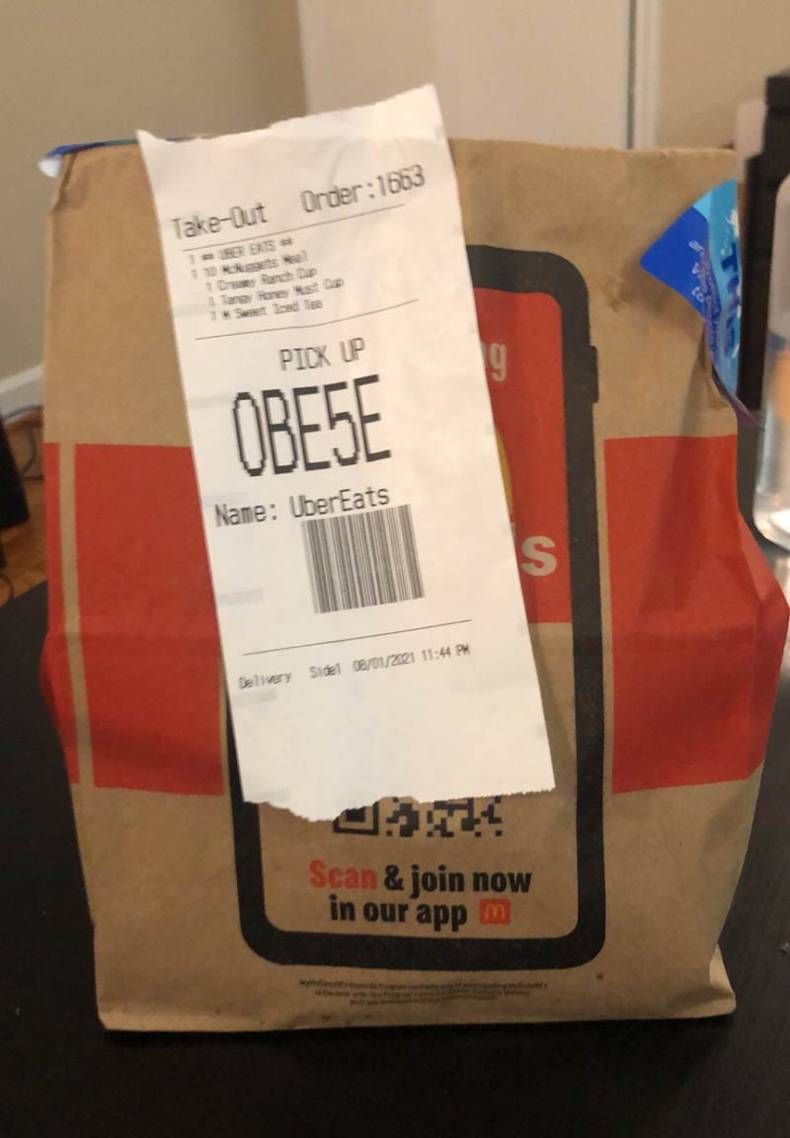 Take-Out Order:1663
1 ** UBER EATS **
1 10 McNuggets Meal
1 Creamy Ranch Cup
1 Tangy Honey Must Cup
1 M Sweet Iced Tea
PICK UP
OBE5E
Name: UberEats
Delivery Side1 08/01/2021 11:44 PM
g
s
Scan & join now
in our app